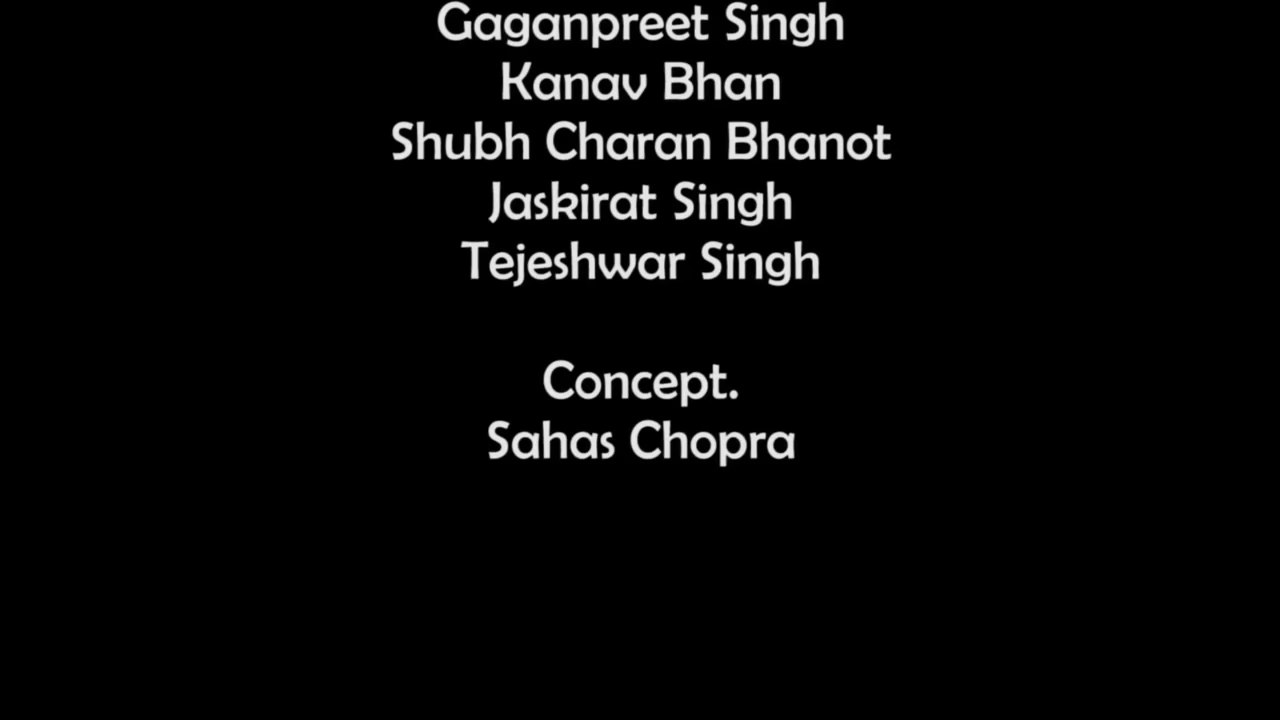 Gaganpreet Singh
Kanav Bhan
Shubh Charan Bhanot
Jaskirat Singh
Tejeshwar Singh
Concept.
Sahas Chopra